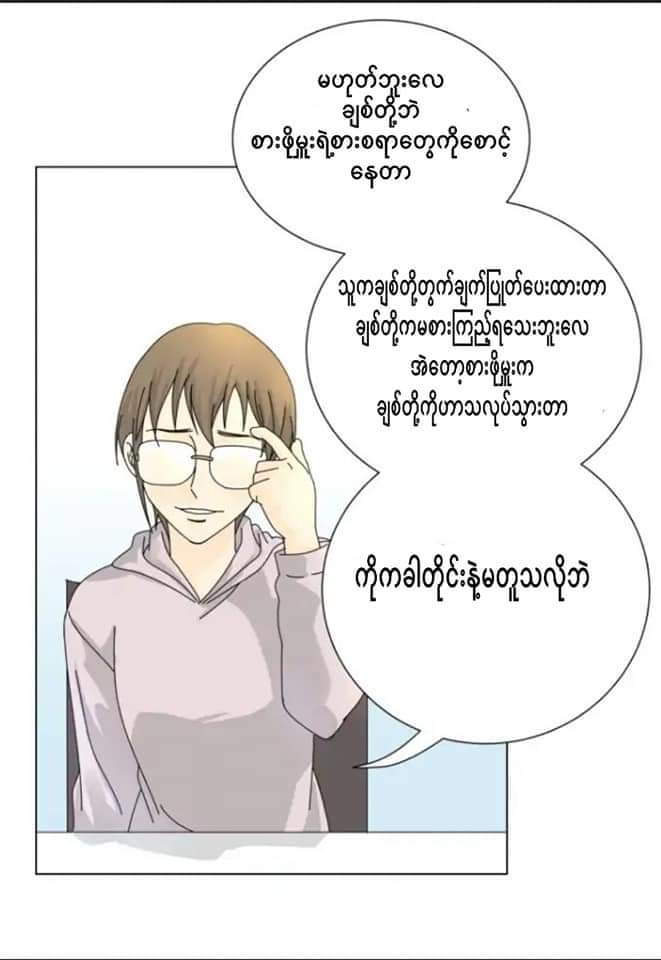 မဟုတ်ဘူးလေ
ချစ်တို့ဘဲ
စားဖိုမှူးရဲ့စားစရာတွေကိုစောင့်
နေတာ
သူကချစ်တို့တွက်ချက်ပြုတ်ပေးထားတာ
ချစ်တို့ကမစားကြည့်ရသေးဘူးလေ
အဲတော့စားဖိုမှူးက
ချစ်တို့ကိုဟာသလုပ်သွားတာ
ကိုကခါတိုင်းနဲ့မတူသလိုဘဲ